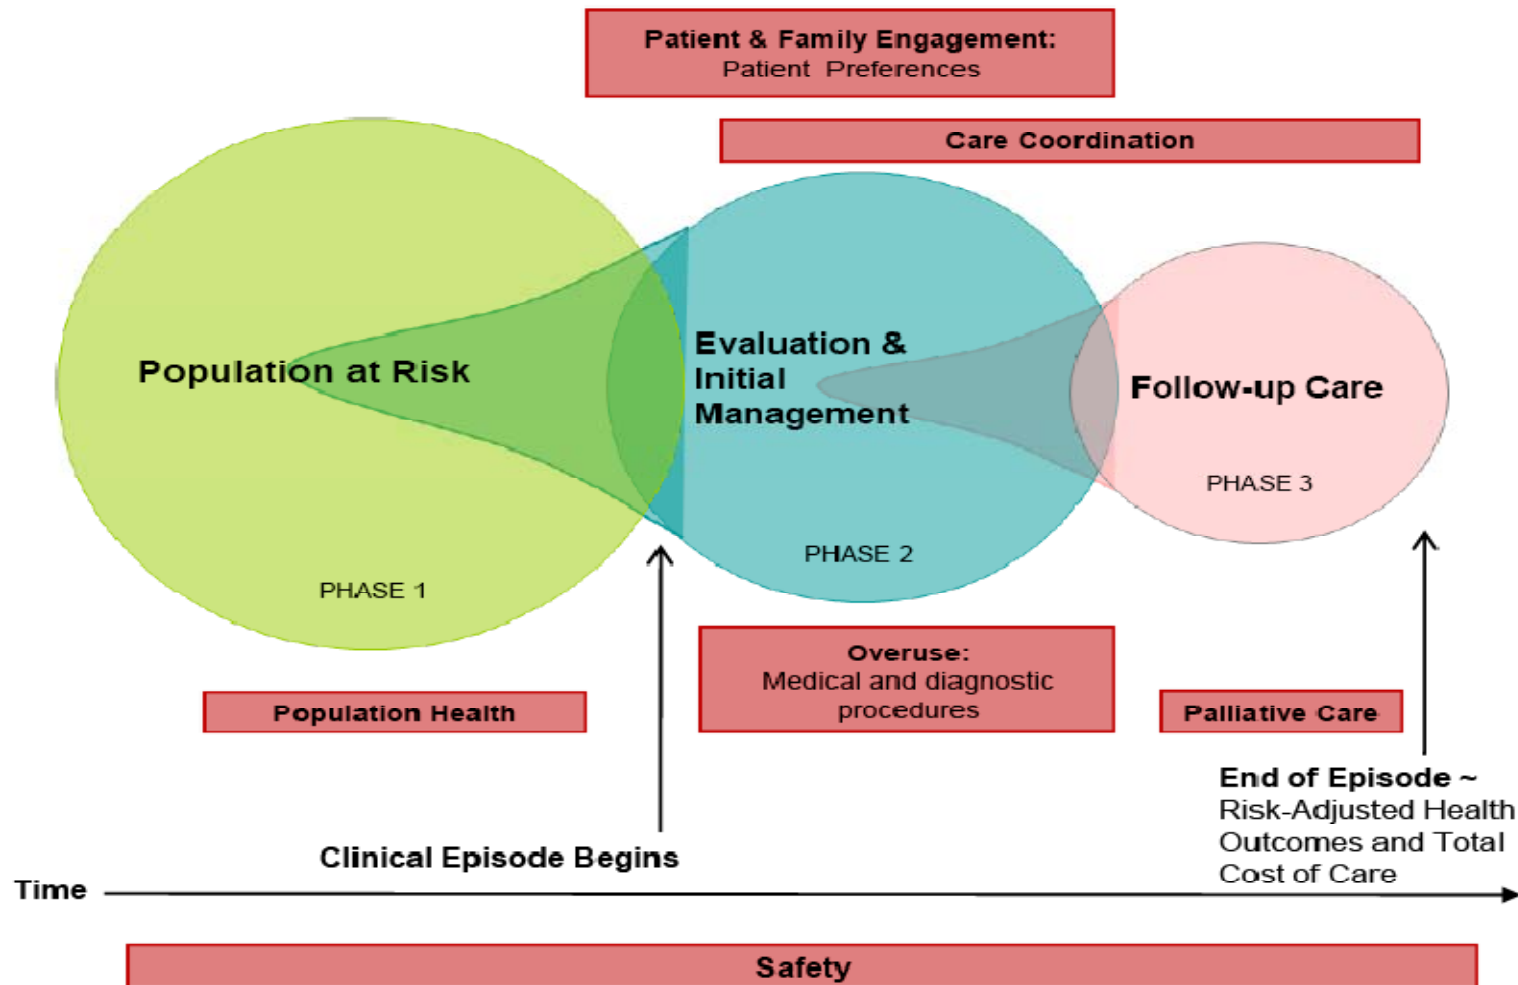 Patient & Family Engagement:
Patient Preferences
Care Coordination
Population at Risk
PHASE 1
Evaluation &
Initial
Management
PHASE 2
Follow-up Care
PHASE 3
Population Health
Overuse:
Medical and diagnostic
procedures
Palliative Care
Clinical Episode Begins
End of Episode ~
Risk-Adjusted Health
Outcomes and Total
Cost of Care
Time
Safety